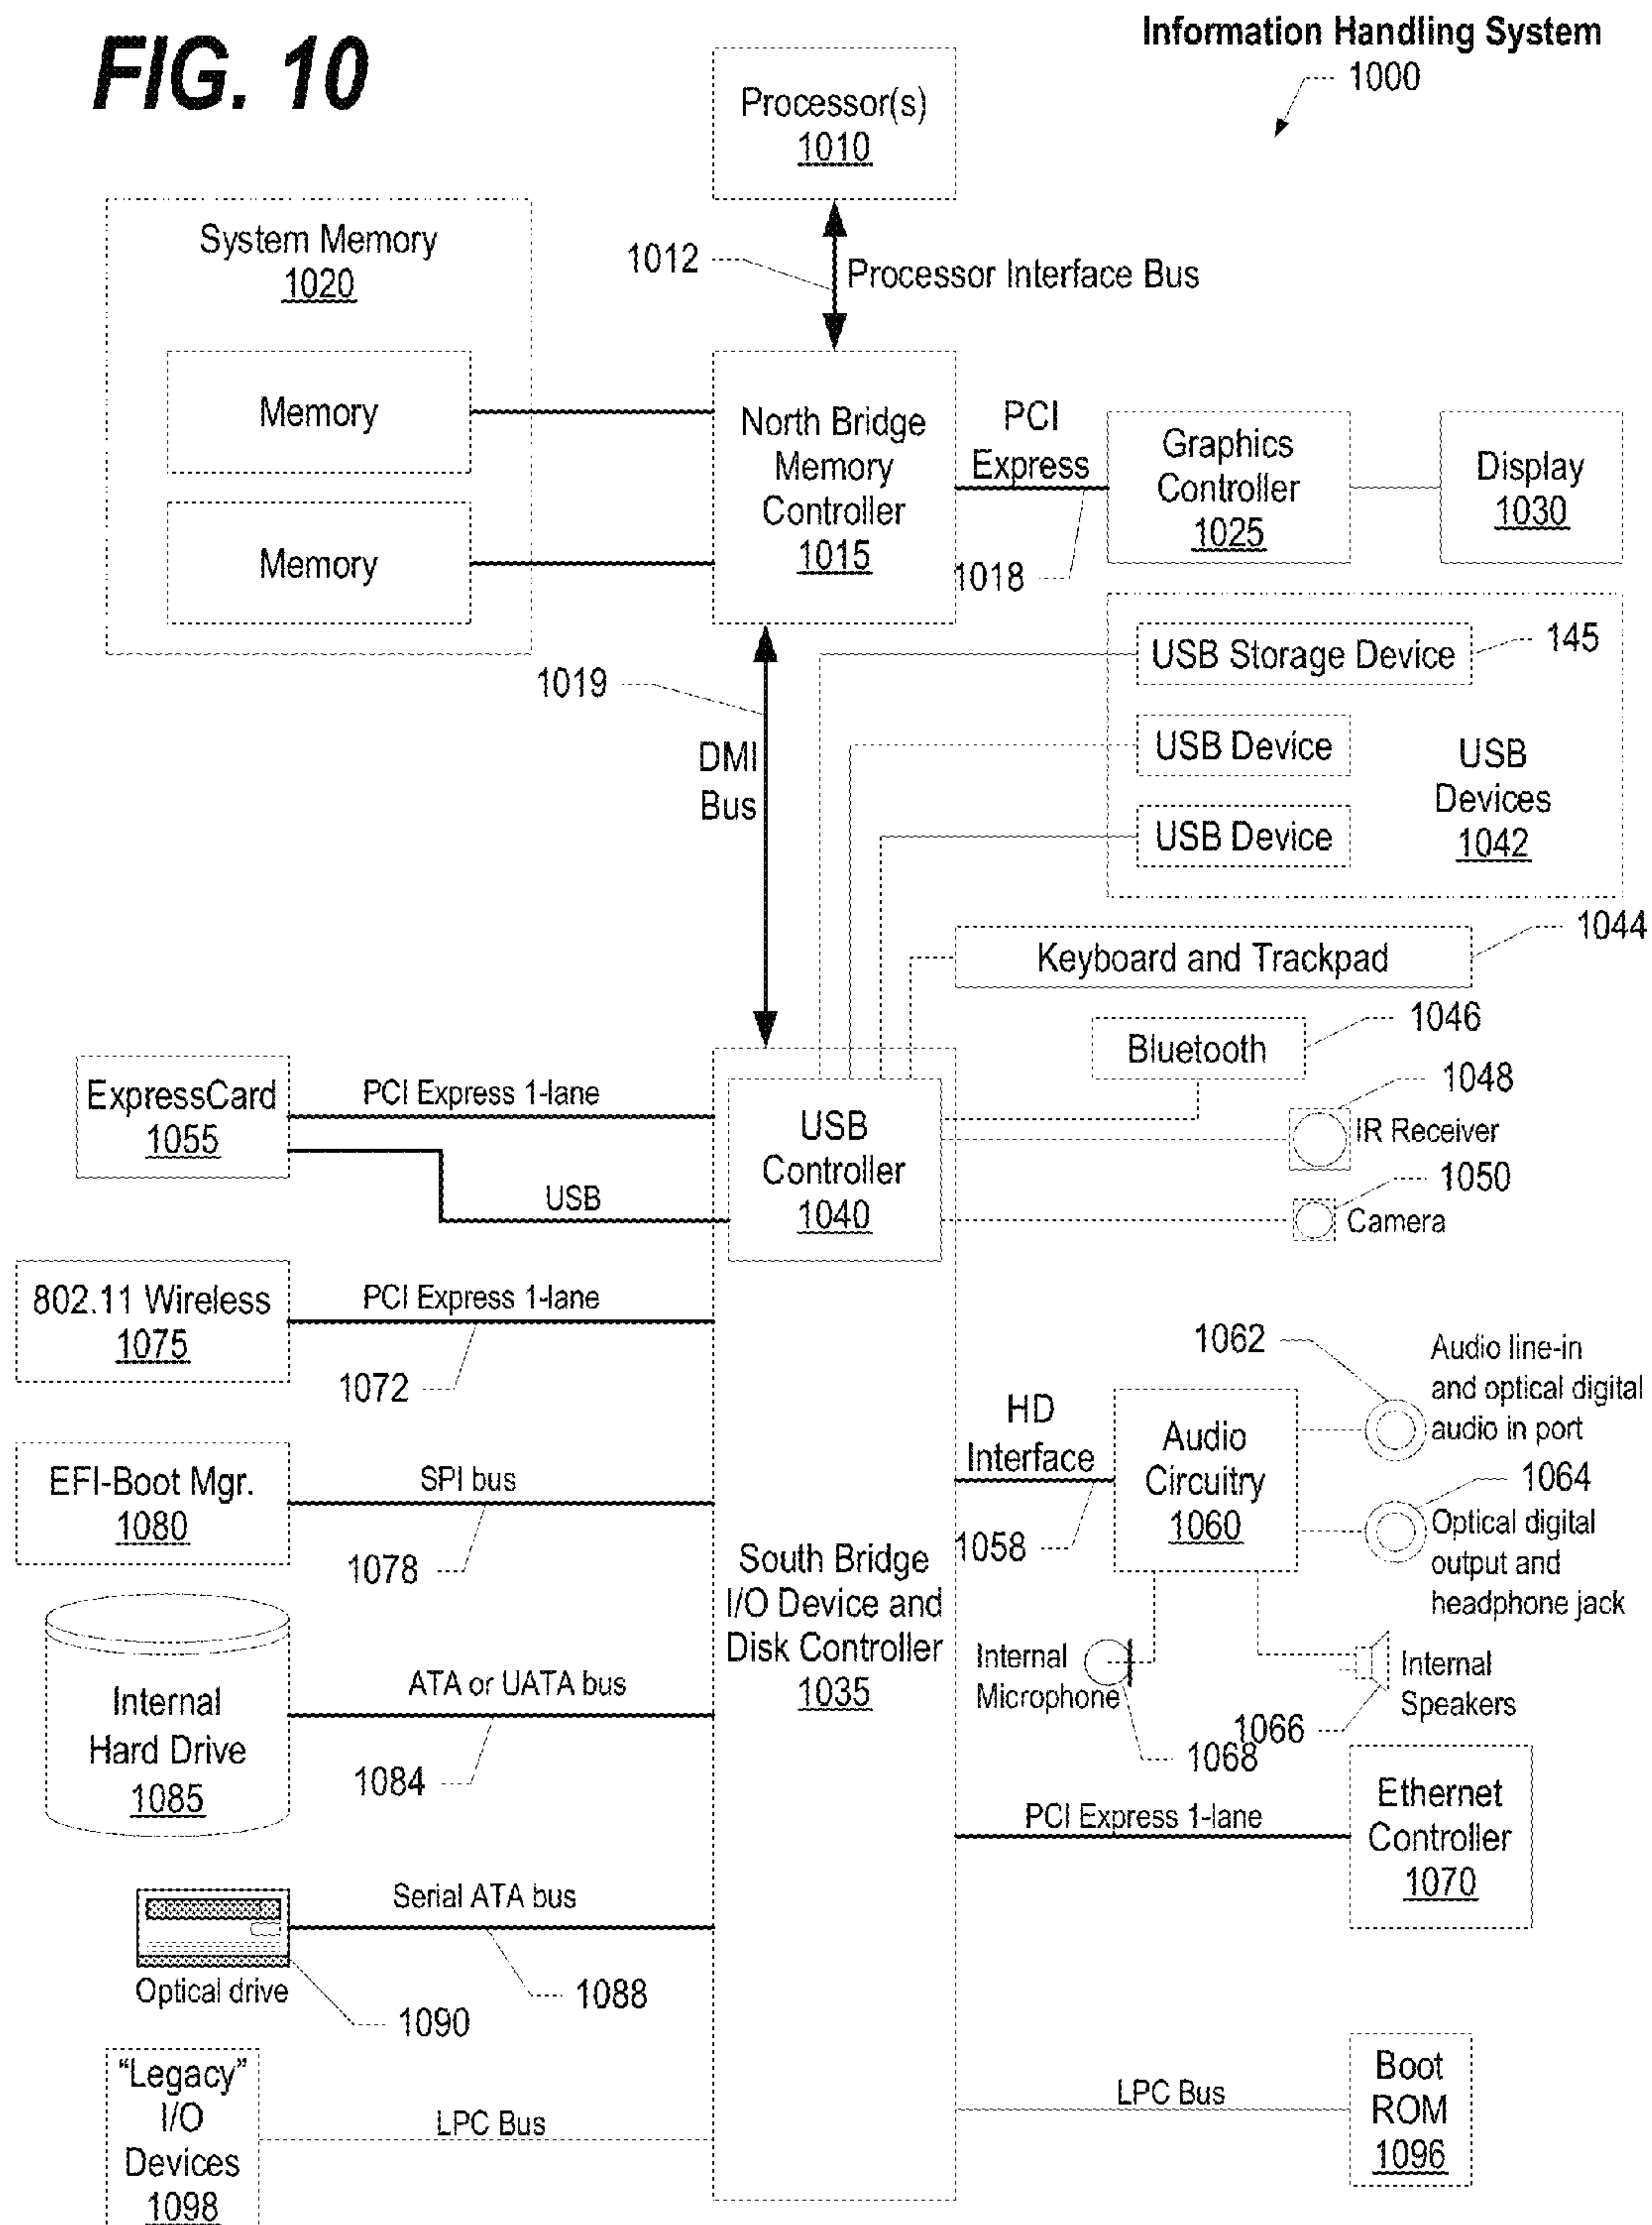 FIG. 10
Information Handling System
1000
Processor(s)
1010
System Memory
1020
1012
Processor Interface Bus
Memory
Memory
North Bridge
Memory
Controller
1015
PCI
Express
1018
Graphics
Controller
1025
Display
1030
USB Storage Device
145
USB Device
USB Device
USB
Devices
1042
1019
DMI
Bus
1044
Keyboard and Trackpad
1046
Bluetooth
1048
IR Receiver
1050
Camera
ExpressCard
1055
PCI Express 1-lane
USB
USB
Controller
1040
802.11 Wireless
1075
PCI Express 1-lane
1072
1062
Audio line-in
and optical digital
audio in port
HD
Interface
1058
Audio
Circuitry
1060
1064
Optical digital
output and
headphone jack
EFI-Boot Mgr.
1080
SPI bus
1078
South Bridge
I/O Device and
Disk Controller
1035
Internal
Microphone
1068
Internal
Speakers
1066
Internal
Hard Drive
1085
ATA or UATA bus
1084
PCI Express 1-lane
Ethernet
Controller
1070
Serial ATA bus
1088
Optical drive
1090
"Legacy"
I/O
Devices
1098
LPC Bus
LPC Bus
Boot
ROM
1096